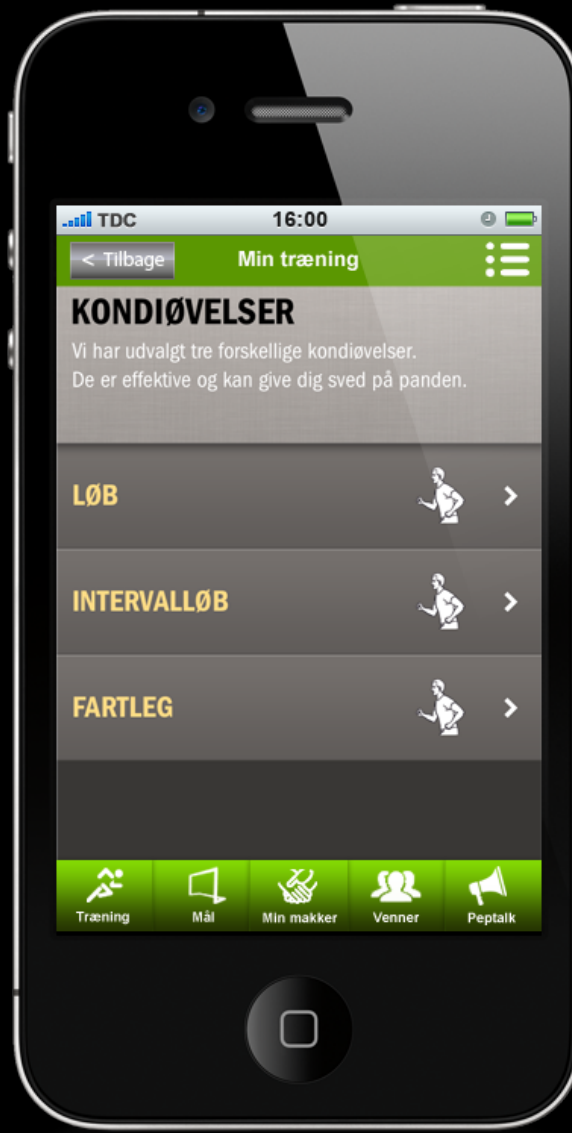 TDC
16:00
< Tilbage
Min træning
KONDIØVELSER
Vi har udvalgt tre forskellige kondiøvelser.
De er effektive og kan give dig sved på panden.
LØB
INTERVALLØB
FARTLEG
Træning
Mål
Min makker
Venner
Peptalk